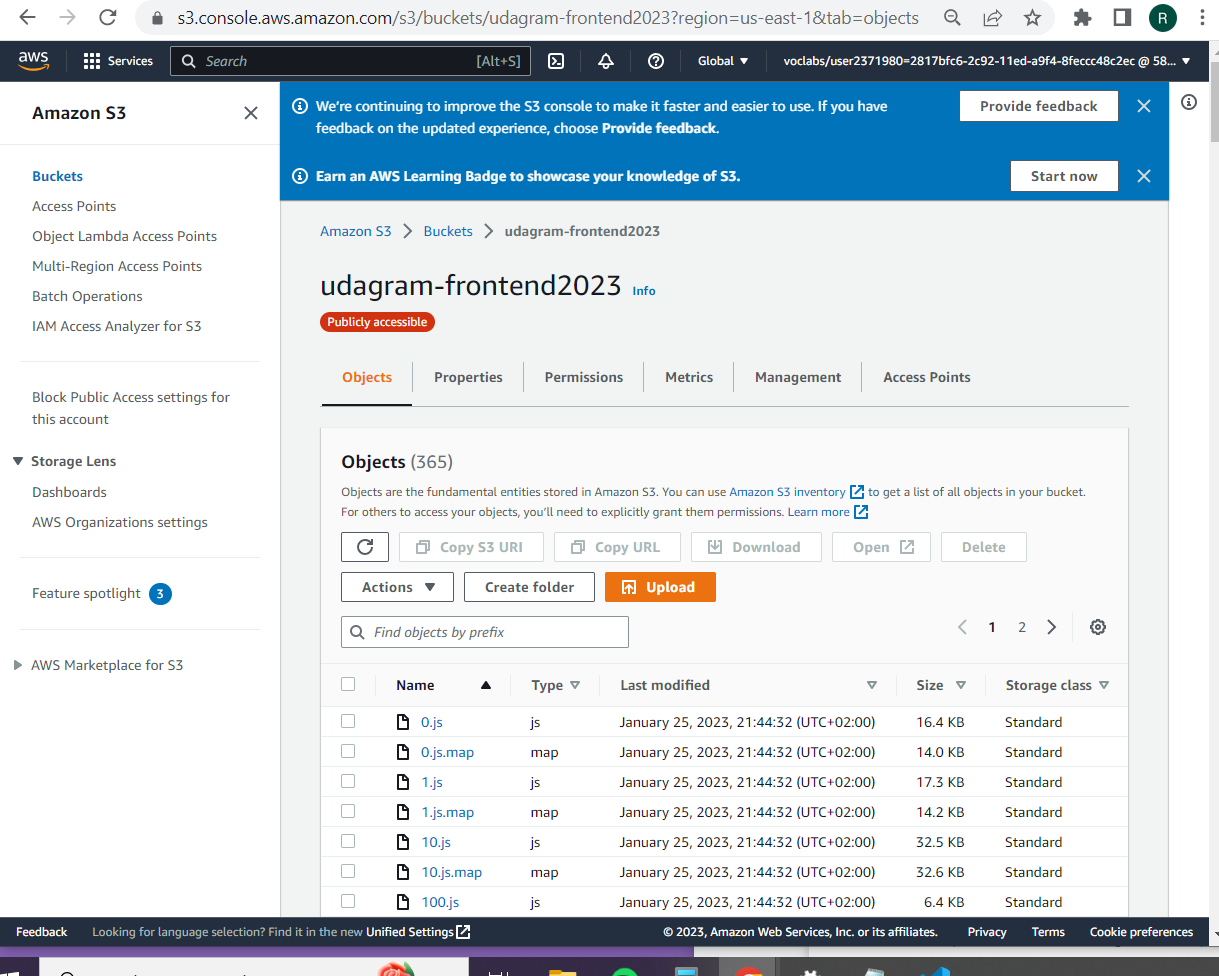 s3.console.aws.amazon.com/s3/buckets/udagram-frontend2023?region=us-east-1&tab=objects
R
aws
Services
Search
[Alt+S]
Global ▼
voclabs/user2371980=2817bfc6-2c92-11ed-a9f4-8feccc48c2ec @ 58... ▼
Amazon S3
Buckets
Access Points
Object Lambda Access Points
Multi-Region Access Points
Batch Operations
IAM Access Analyzer for S3
Block Public Access settings for
this account
Storage Lens
Dashboards
AWS Organizations settings
Feature spotlight 3
AWS Marketplace for S3
We're continuing to improve the S3 console to make it faster and easier to use. If you have
feedback on the updated experience, choose Provide feedback.
Provide feedback
Earn an AWS Learning Badge to showcase your knowledge of S3.
Start now
Amazon S3 > Buckets > udagram-frontend2023
udagram-frontend2023 Info
Publicly accessible
Objects Properties Permissions Metrics Management Access Points
Objects (365)
Objects are the fundamental entities stored in Amazon S3. You can use Amazon S3 inventory to get a list of all objects in your bucket.
For others to access your objects, you'll need to explicitly grant them permissions. Learn more
Copy S3 URI Copy URL Download Open Delete
Actions ▼ Create folder Upload
Find objects by prefix
1 2
Name Type Last modified Size Storage class
0.js js January 25, 2023, 21:44:32 (UTC+02:00) 16.4 KB Standard
0.js.map map January 25, 2023, 21:44:32 (UTC+02:00) 14.0 KB Standard
1.js js January 25, 2023, 21:44:32 (UTC+02:00) 17.3 KB Standard
1.js.map map January 25, 2023, 21:44:32 (UTC+02:00) 14.2 KB Standard
10.js js January 25, 2023, 21:44:32 (UTC+02:00) 32.5 KB Standard
10.js.map map January 25, 2023, 21:44:32 (UTC+02:00) 32.6 KB Standard
100.js js January 25, 2023, 21:44:32 (UTC+02:00) 6.4 KB Standard
Feedback Looking for language selection? Find it in the new Unified Settings
© 2023, Amazon Web Services, Inc. or its affiliates. Privacy Terms Cookie preferences